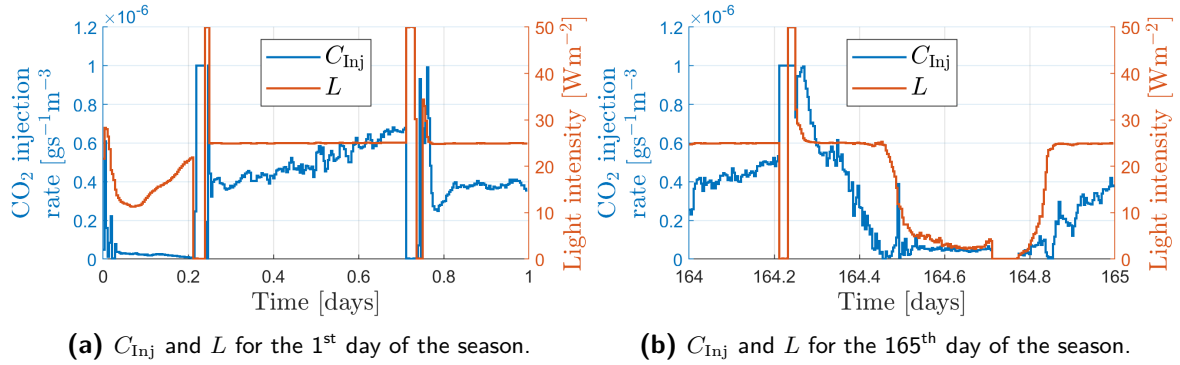 ×10⁻⁶
1.2
1
0.8
0.6
0.4
0.2
0
CO₂ injection
rate [gs⁻¹m⁻³]
C_Inj
L
50
40
30
20
10
0
Light intensity [Wm⁻²]
0 0.2 0.4 0.6 0.8 1
Time [days]
(a) C_Inj and L for the 1ˢᵗ day of the season.
×10⁻⁶
1.2
1
0.8
0.6
0.4
0.2
0
CO₂ injection
rate [gs⁻¹m⁻³]
C_Inj
L
50
40
30
20
10
0
Light intensity [Wm⁻²]
164 164.2 164.4 164.6 164.8 165
Time [days]
(b) C_Inj and L for the 165ᵗʰ day of the season.